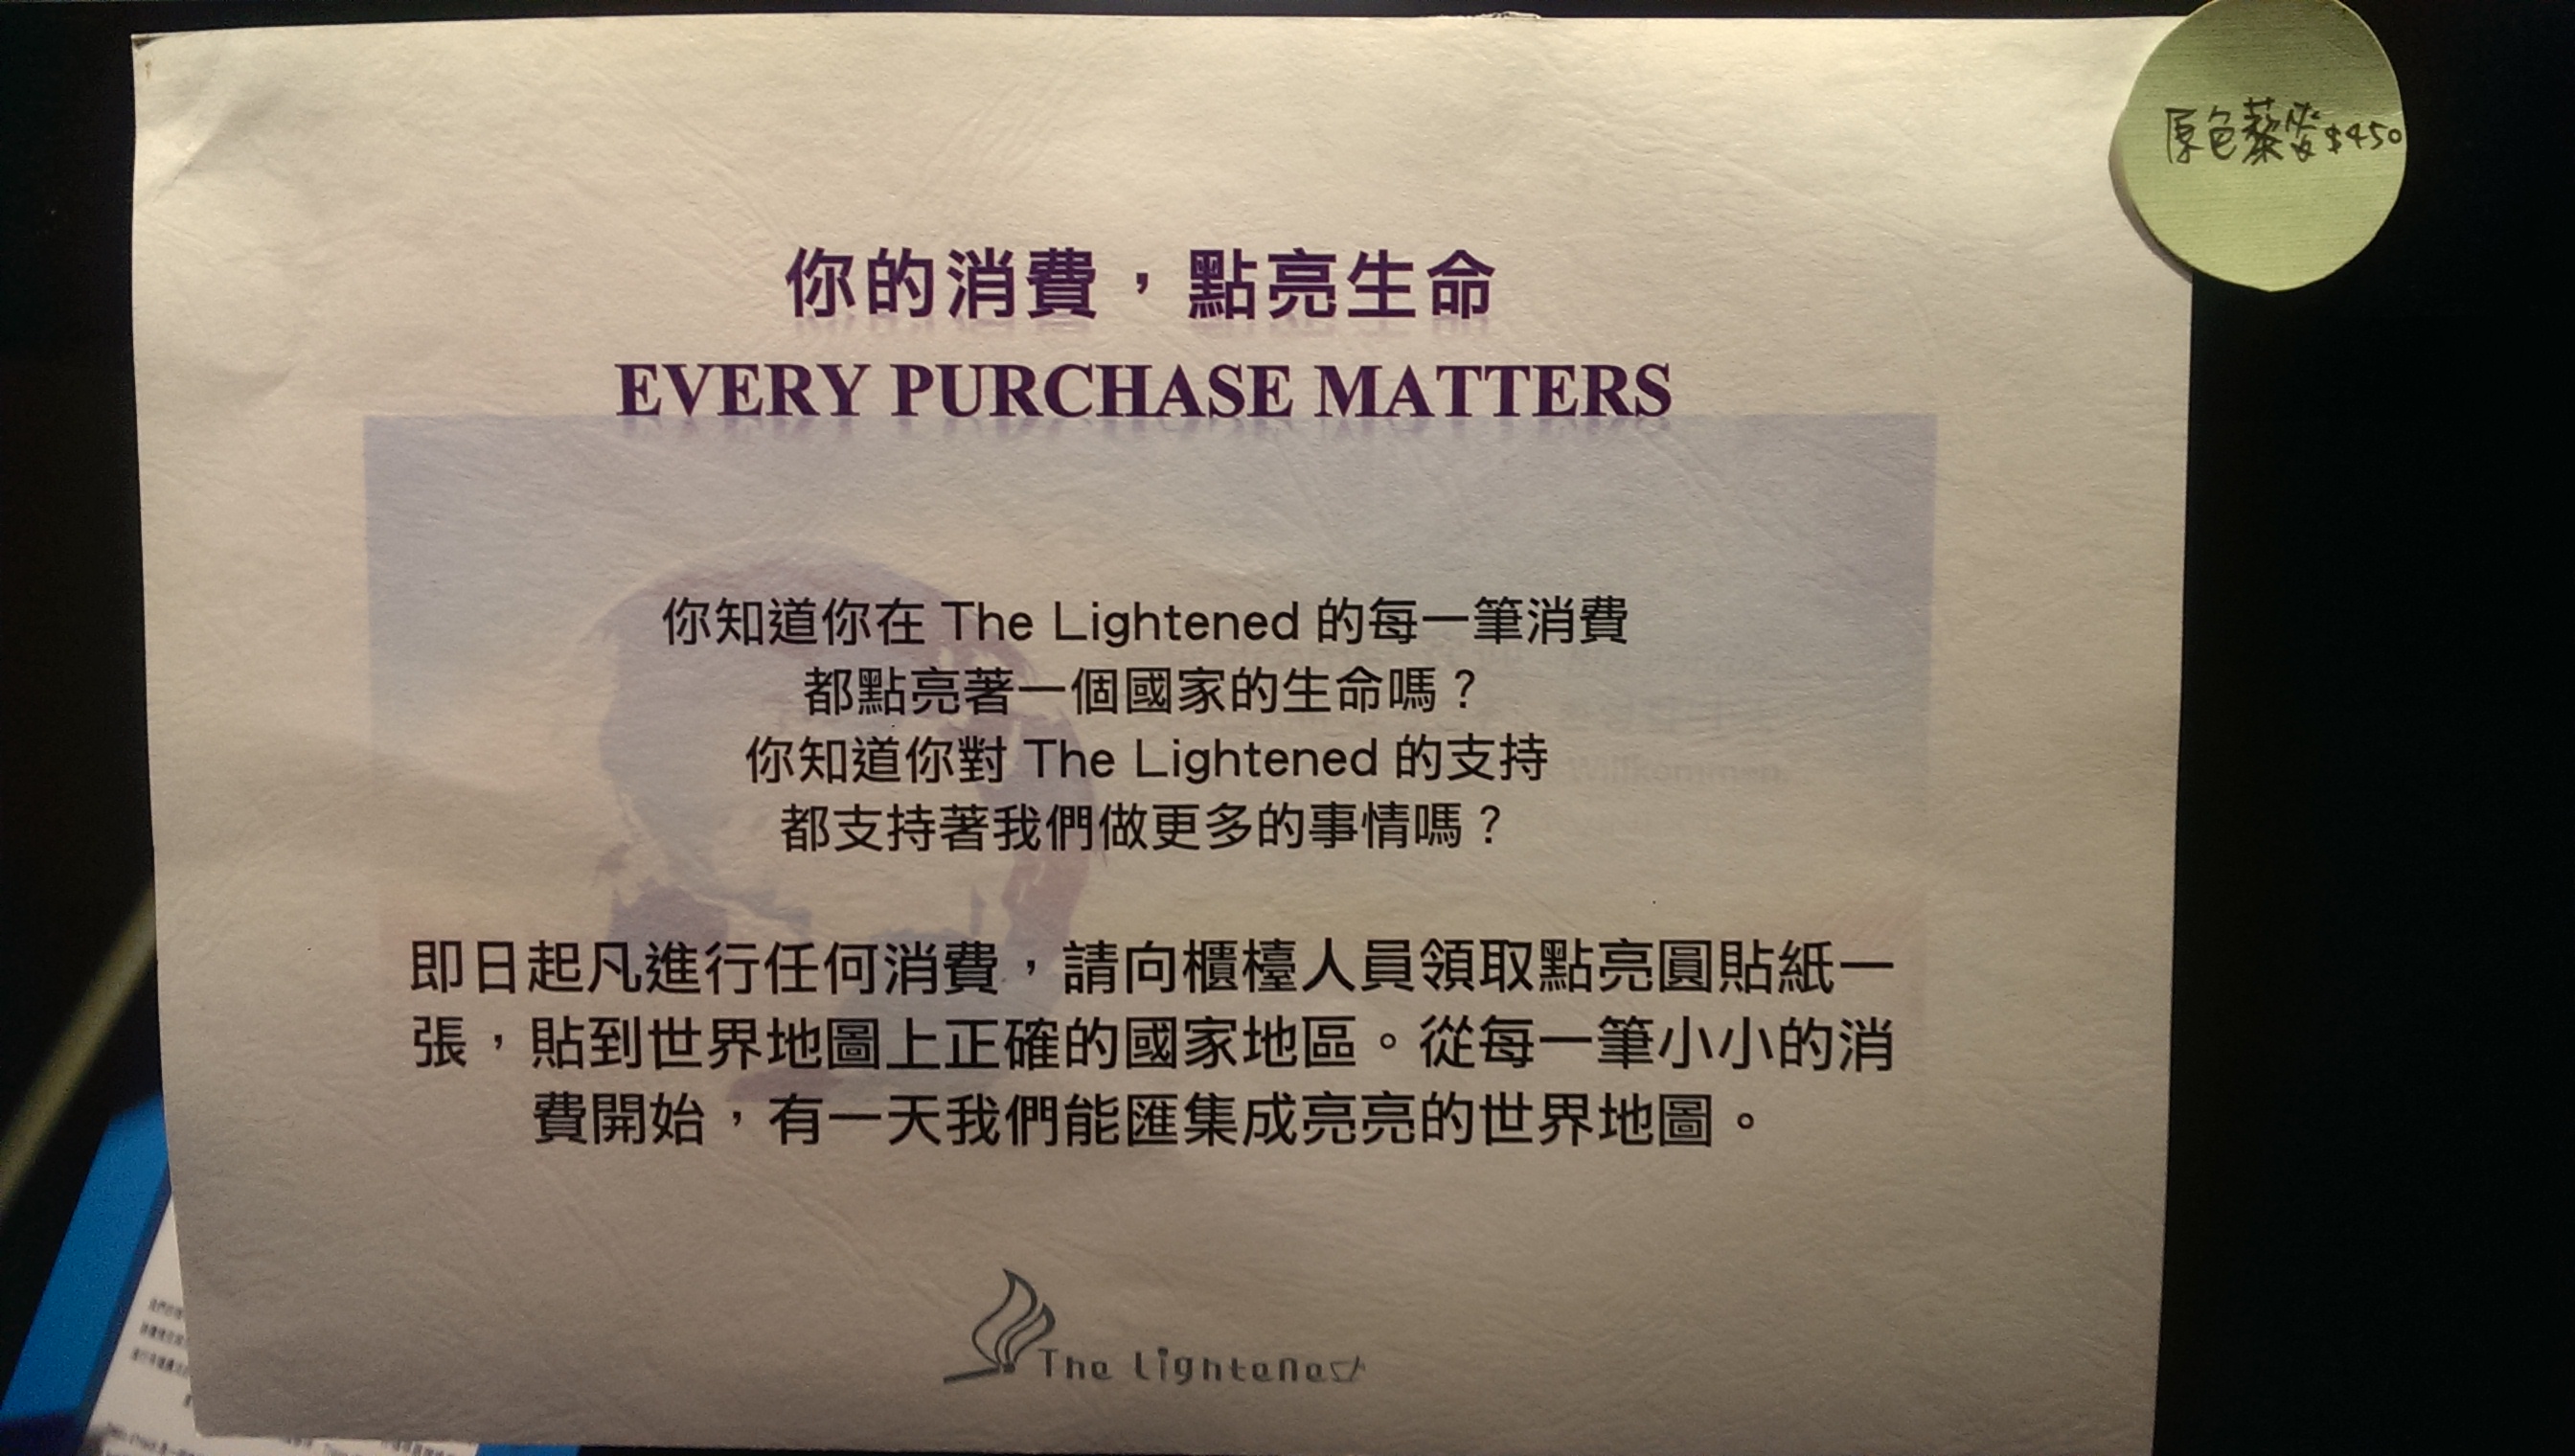 原色藜麥$450
你的消費，點亮生命
EVERY PURCHASE MATTERS
你知道你在 The Lightened 的每一筆消費
都點亮著一個國家的生命嗎？
你知道你對 The Lightened 的支持
Willkommen
都支持著我們做更多的事情嗎？
即日起凡進行任何消費，請向櫃檯人員領取點亮圓貼紙一
張，貼到世界地圖上正確的國家地區。從每一筆小小的消
費開始，有一天我們能匯集成亮亮的世界地圖。
The Lightened